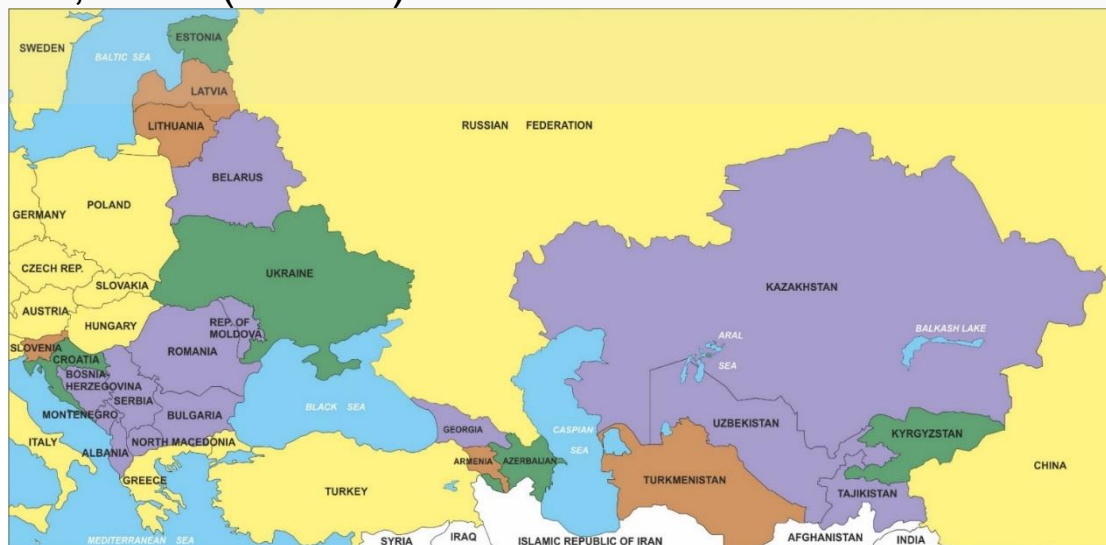 SWEDEN
BALTIC SEA
ESTONIA
LATVIA
LITHUANIA
RUSSIAN FEDERATION
BELARUS
POLAND
GERMANY
UKRAINE
CZECH REP.
SLOVAKIA
KAZAKHSTAN
AUSTRIA
HUNGARY
REP. OF
MOLDOVA
ROMANIA
SLOVENIA
CROATIA
BOSNIA-
HERZEGOVINA
SERBIA
ARAL
SEA
BALKASH LAKE
MONTENEGRO
BULGARIA
BLACK SEA
GEORGIA
CASPIAN
SEA
UZBEKISTAN
KYRGYZSTAN
ITALY
NORTH MACEDONIA
ALBANIA
ARMENIA
AZERBAIJAN
CHINA
GREECE
TURKEY
TURKMENISTAN
TAJIKISTAN
MEDITERRANEAN SEA
SYRIA
IRAQ
ISLAMIC REPUBLIC OF IRAN
AFGHANISTAN
INDIA